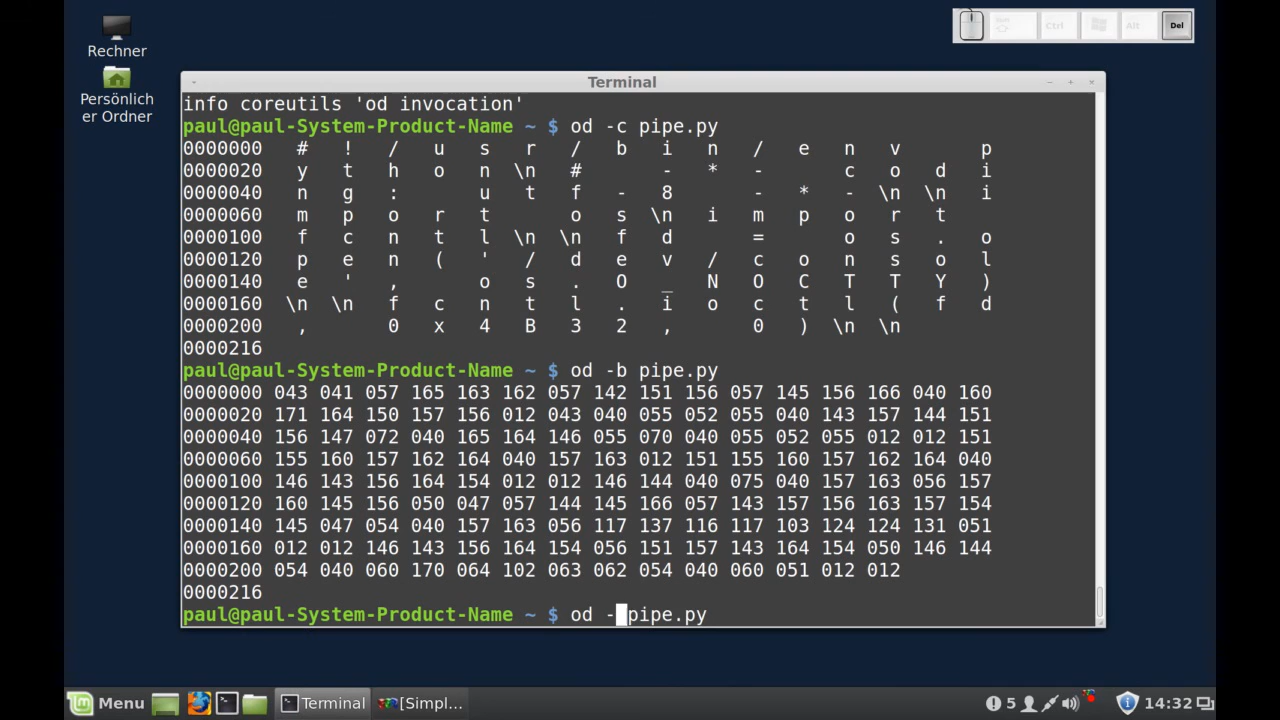 Ctrl
Alt
Del
Rechner
Persönlich
er Ordner
Terminal
info coreutils 'od invocation'
paul@paul-System-Product-Name ~ $ od -c pipe.py
0000000 # ! / u s r / b i n / e n v p
0000020 y t h o n \n # - * - c o d i
0000040 n g : u t f - 8 - * - \n \n i
0000060 m p o r t o s \n i m p o r t
0000100 f c n t l \n \n f d = o s . o
0000120 p e n ( ' / d e v / c o n s o l
0000140 e ' , o s . O _ N O C T T Y )
0000160 \n \n f c n t l . i o c t l ( f d
0000200 , 0 x 4 B 3 2 , 0 ) \n \n
0000216
paul@paul-System-Product-Name ~ $ od -b pipe.py
0000000 043 041 057 165 163 162 057 142 151 156 057 145 156 166 040 160
0000020 171 164 150 157 156 012 043 040 055 052 055 040 143 157 144 151
0000040 156 147 072 040 165 164 146 055 070 040 055 052 055 012 012 151
0000060 155 160 157 162 164 040 157 163 012 151 155 160 157 162 164 040
0000100 146 143 156 164 154 012 012 146 144 040 075 040 157 163 056 157
0000120 160 145 156 050 047 057 144 145 166 057 143 157 156 163 157 154
0000140 145 047 054 040 157 163 056 117 137 116 117 103 124 124 131 051
0000160 012 012 146 143 156 164 154 056 151 157 143 164 154 050 146 144
0000200 054 040 060 170 064 102 063 062 054 040 060 051 012 012
0000216
paul@paul-System-Product-Name ~ $ od - pipe.py
Menu
Terminal
[Simpl...
5
14:32